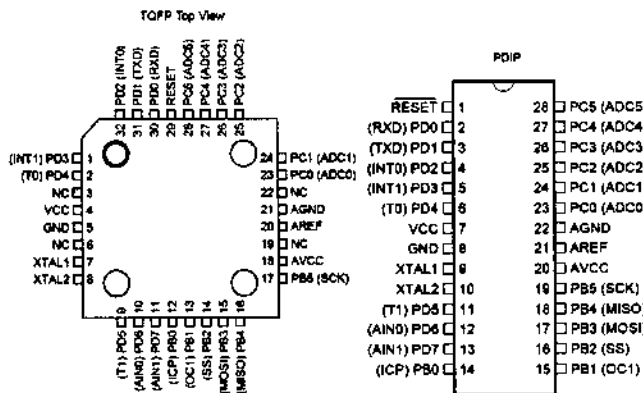 TQFP Top View
PD2 (INT0)
PD1 (TXD)
PD0 (RXD)
RESET
PC5 (ADC5)
PC4 (ADC4)
PC3 (ADC3)
PC2 (ADC2)
32 31 30 29 28 27 26 25
(INT1) PD3 1
(T0) PD4 2
NC 3
VCC 4
GND 5
NC 6
XTAL1 7
XTAL2 8
24 PC1 (ADC1)
23 PC0 (ADC0)
22 NC
21 AGND
20 AREF
19 NC
18 AVCC
17 PB5 (SCK)
9 10 11 12 13 14 15 16
(T1) PD5
(AIN0) PD6
(AIN1) PD7
(ICP) PB0
(OC1) PB1
(SS) PB2
(MOSI) PB3
(MISO) PB4
PDIP
RESET 1 28 PC5 (ADC5
(RXD) PD0 2 27 PC4 (ADC4
(TXD) PD1 3 26 PC3 (ADC3
(INT0) PD2 4 25 PC2 (ADC2
(INT1) PD3 5 24 PC1 (ADC1
(T0) PD4 6 23 PC0 (ADC0
VCC 7 22 AGND
GND 8 21 AREF
XTAL1 9 20 AVCC
XTAL2 10 19 PB5 (SCK)
(T1) PD5 11 18 PB4 (MISO
(AIN0) PD6 12 17 PB3 (MOSI
(AIN1) PD7 13 16 PB2 (SS)
(ICP) PB0 14 15 PB1 (OC1)